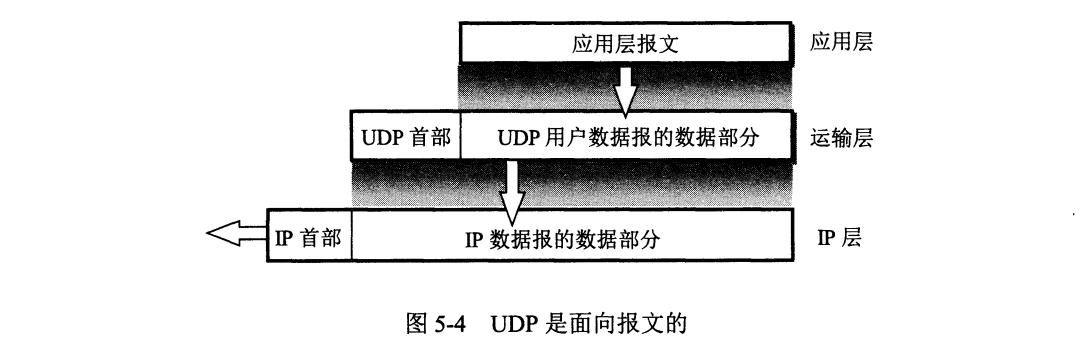 应用层报文 应用层
UDP 首部 UDP 用户数据报的数据部分 运输层
IP 首部 IP 数据报的数据部分 IP 层
图 5-4 UDP 是面向报文的